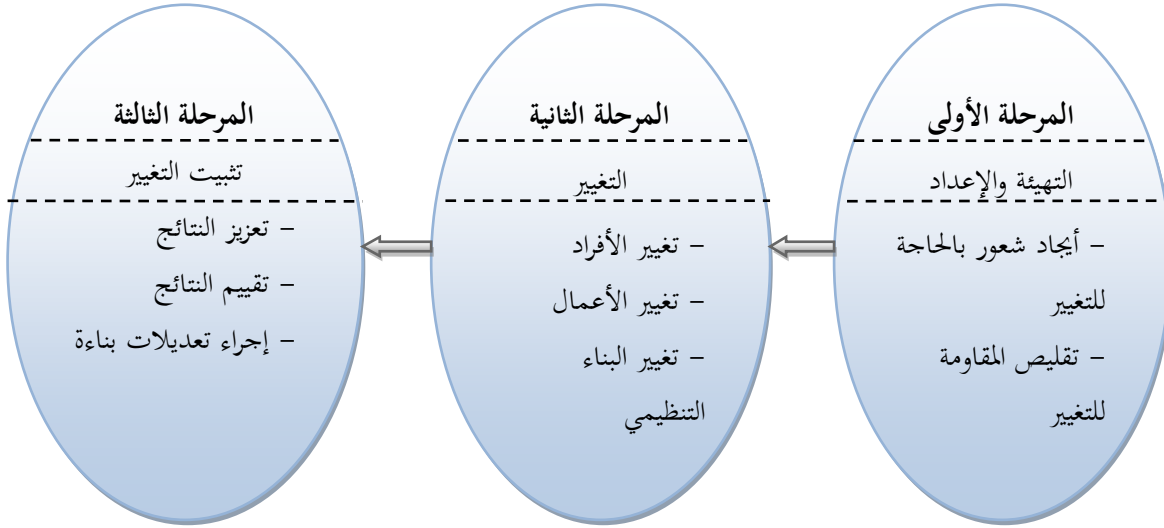 المرحلة الأولى
التهيئة والإعداد
– أيجاد شعور بالحاجة
للتغيير
– تقليص المقاومة
للتغيير
المرحلة الثانية
التغيير
– تغيير الأفراد
– تغيير الأعمال
– تغيير البناء
التنظيمي
المرحلة الثالثة
تثبيت التغيير
– تعزيز النتائج
– تقييم النتائج
– إجراء تعديلات بناءة